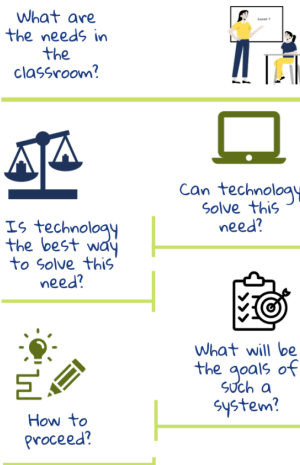 What are
the needs in
the
classroom?
Can technology
solve this
need?
Is technology
the best way
to solve this
need?
What will be
the goals of
such a
system?
How to
proceed?